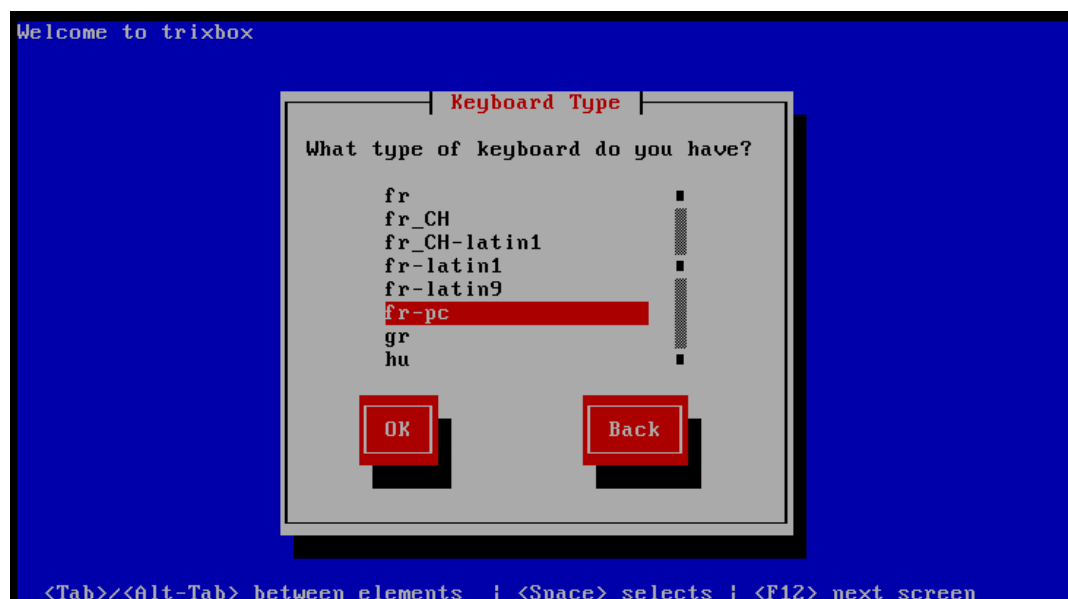 Welcome to trixbox
Keyboard Type
What type of keyboard do you have?
fr
fr_CH
fr_CH-latin1
fr-latin1
fr-latin9
fr-pc
gr
hu
OK Back
<Tab>/<Alt-Tab> between elements | <Space> selects | <F12> next screen